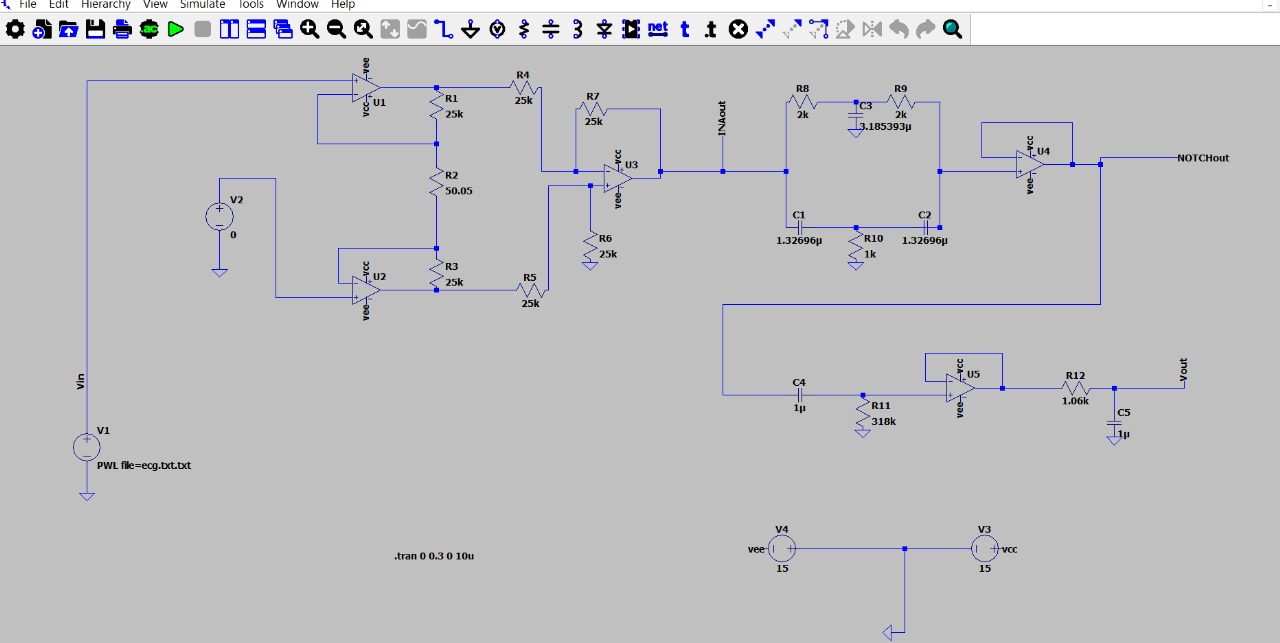 File Edit Hierarchy View Simulate Tools Window Help
.ac
net
t
.t
vee
U1
vcc
R1
25k
R4
25k
R7
25k
INAout
R8
2k
C3
3.185393µ
R9
2k
vcc
U4
vee
NOTCHout
vcc
U3
vee
R2
50.05
V2
0
C1
1.32696µ
R10
1k
C2
1.32696µ
R6
25k
vcc
U2
vee
R3
25k
R5
25k
Vin
V1
PWL file=ecg.txt.txt
C4
1µ
R11
318k
vcc
U5
vee
R12
1.06k
Vout
C5
1µ
.tran 0 0.3 0 10u
V4
vee
15
V3
vcc
15